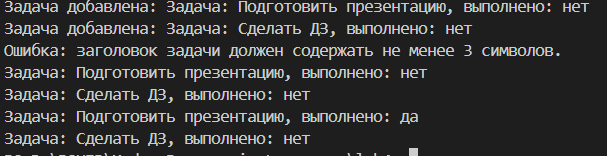 Задача добавлена: Задача: Подготовить презентацию, выполнено: нет
Задача добавлена: Задача: Сделать ДЗ, выполнено: нет
Ошибка: заголовок задачи должен содержать не менее 3 символов.
Задача: Подготовить презентацию, выполнено: нет
Задача: Сделать ДЗ, выполнено: нет
Задача: Подготовить презентацию, выполнено: да
Задача: Сделать ДЗ, выполнено: нет